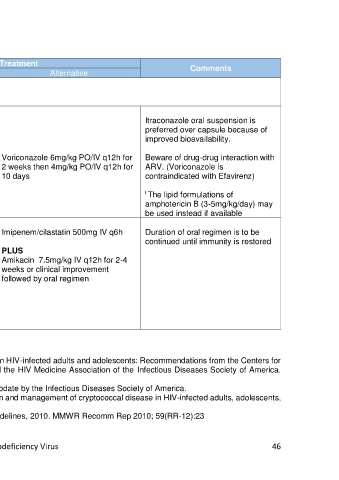 Treatment
Alternative
Comments
Itraconazole oral suspension is
preferred over capsule because of
improved bioavailability.
Voriconazole 6mg/kg PO/IV q12h for
2 weeks then 4mg/kg PO/IV q12h for
10 days
Beware of drug-drug interaction with
ARV. (Voriconazole is
contraindicated with Efavirenz)
The lipid formulations of
amphotericin B (3-5mg/kg/day) may
be used instead if available
Imipenem/cilastatin 500mg IV q6h
PLUS
Amikacin 7.5mg/kg IV q12h for 2-4
weeks or clinical improvement
followed by oral regimen
Duration of oral regimen is to be
continued until immunity is restored
n HIV-infected adults and adolescents: Recommendations from the Centers for
d the HIV Medicine Association of the Infectious Diseases Society of America.
pdate by the Infectious Diseases Society of America.
n and management of cryptococcal disease in HIV-infected adults, adolescents,
delines, 2010. MMWR Recomm Rep 2010; 59(RR-12):23
odeficiency Virus
46